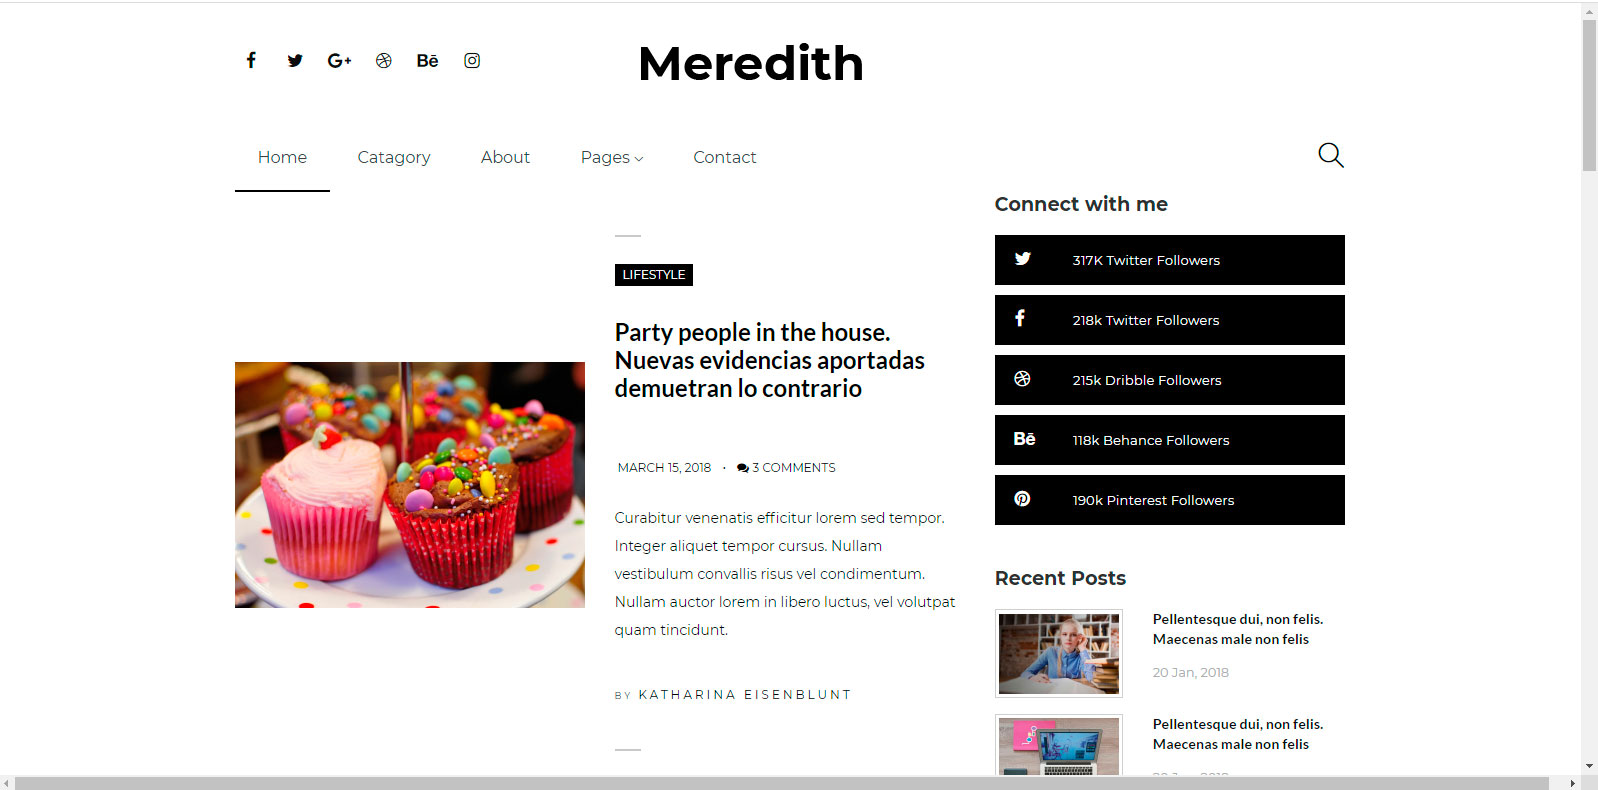 Meredith
Home
Catagory
About
Pages
Contact
LIFESTYLE
Party people in the house.
Nuevas evidencias aportadas
demuetran lo contrario
MARCH 15, 2018 • 3 COMMENTS
Curabitur venenatis efficitur lorem sed tempor.
Integer aliquet tempor cursus. Nullam
vestibulum convallis risus vel condimentum.
Nullam auctor lorem in libero luctus, vel volutpat
quam tincidunt.
BY KATHARINA EISENBLUNT
Connect with me
317K Twitter Followers
218k Twitter Followers
215k Dribble Followers
Bē 118k Behance Followers
190k Pinterest Followers
Recent Posts
Pellentesque dui, non felis.
Maecenas male non felis
20 Jan, 2018
Pellentesque dui, non felis.
Maecenas male non felis